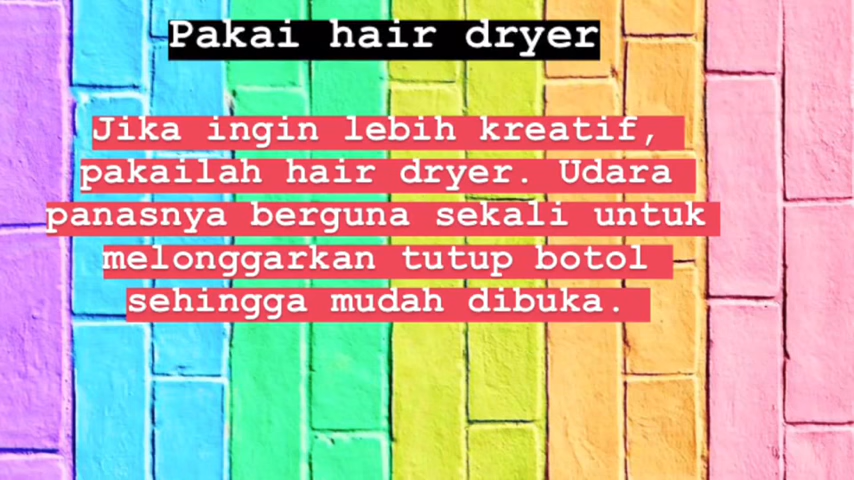 Pakai hair dryer
Jika ingin lebih kreatif,
pakailah hair dryer. Udara
panasnya berguna sekali untuk
melonggarkan tutup botol
sehingga mudah dibuka.